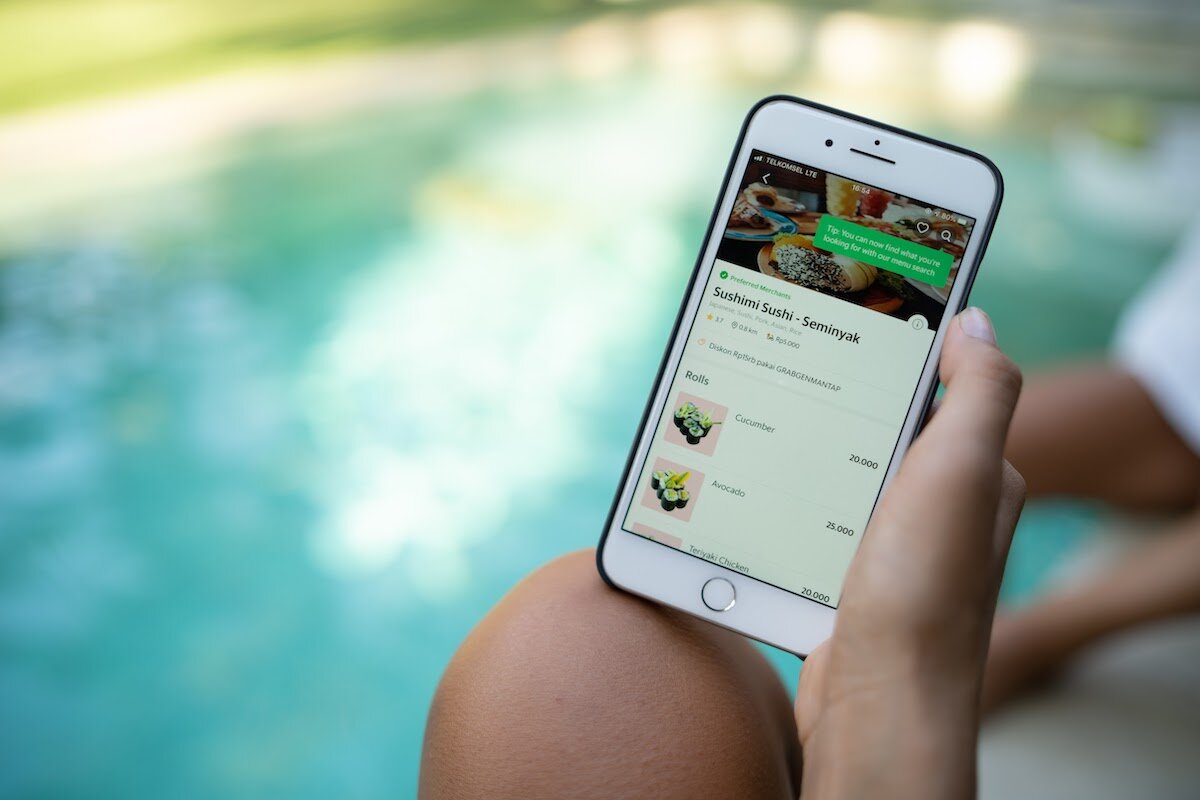 TELKOMSEL LTE
16:54
80%
Tip: You can now find what you're
looking for with our menu search
Preferred Merchants
Sushimi Sushi - Seminyak
Japanese, Sushi, Pork, Asian, Rice
3.7 0.8 km Rp5.000
Diskon Rp15rb pakai GRABGENMANTAP
Rolls
Cucumber
20.000
Avocado
25.000
Teriyaki Chicken
20.000